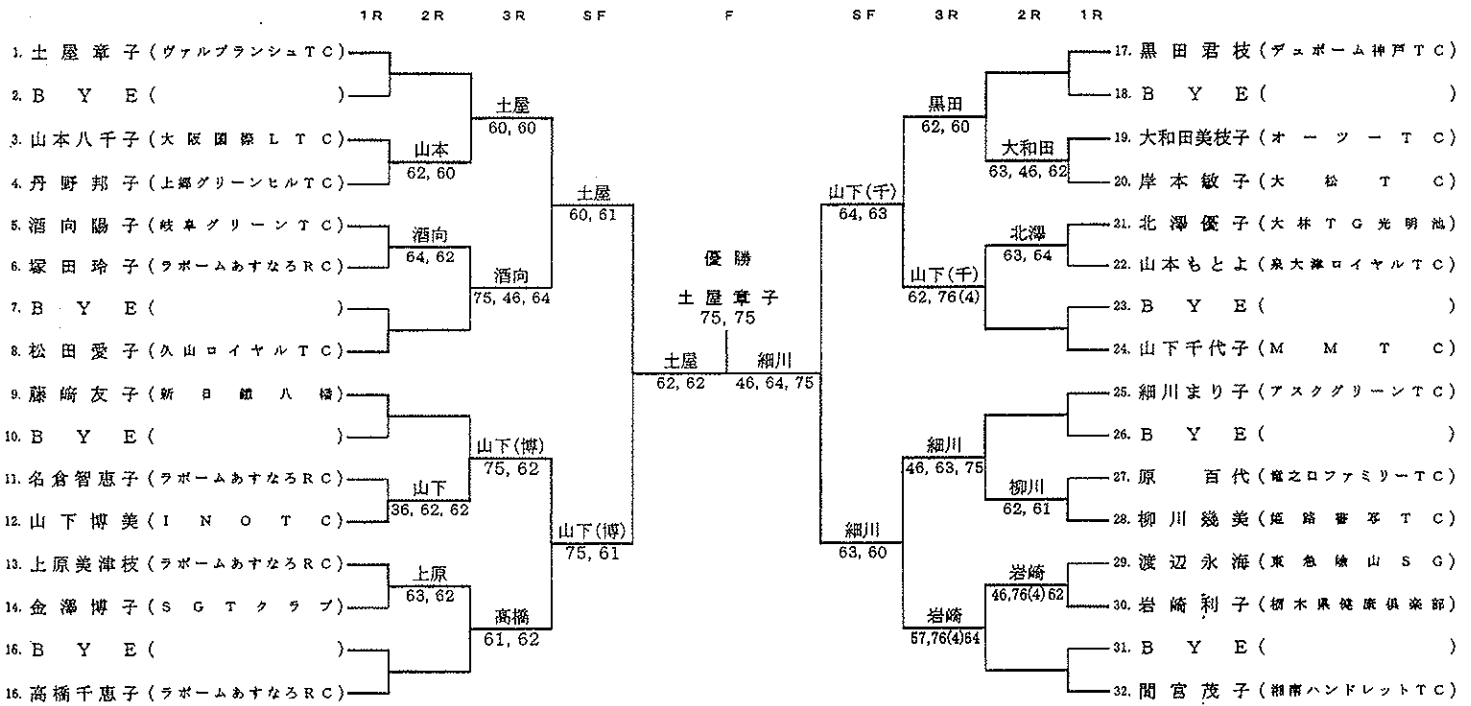 1R 2R 3R SF F SF 3R 2R 1R
1. 土屋章子 (ヴァルブランシュTC)
2. BYE ( )
3. 山本八千子 (大阪国際LTC)
4. 丹野邦子 (上郷グリーンヒルTC)
5. 酒向陽子 (岐阜グリーンTC)
6. 塚田玲子 (ラポームあすなろRC)
7. BYE ( )
8. 松田愛子 (久山ロイヤルTC)
9. 藤崎友子 (新日鐵八幡)
10. BYE ( )
11. 名倉智恵子 (ラポームあすなろRC)
12. 山下博美 (INOTC)
13. 上原美津枝 (ラポームあすなろRC)
14. 金澤博子 (SGTクラブ)
16. BYE ( )
16. 高橋千恵子 (ラポームあすなろRC)
山本
62, 60
酒向
64, 62
山下
36, 62, 62
上原
63, 62
土屋
60, 60
酒向
75, 46, 64
山下(博)
75, 62
高橋
61, 62
土屋
60, 61
山下(博)
75, 61
土屋
62, 62
優勝
土屋章子
75, 75
細川
46, 64, 75
山下(千)
64, 63
細川
63, 60
黒田
62, 60
山下(千)
62, 76(4)
細川
46, 63, 75
岩崎
57,76(4)64
大和田
63, 46, 62
北澤
63, 64
柳川
62, 61
岩崎
46,76(4)62
17. 黒田君枝 (デュポーム神戸TC)
18. BYE ( )
19. 大和田美枝子 (オーツーTC)
20. 岸本敏子 (大松TC)
21. 北澤優子 (大林TG光明池)
22. 山本もとよ (泉大津ロイヤルTC)
23. BYE ( )
24. 山下千代子 (MMTC)
25. 細川まり子 (アスクグリーンTC)
26. BYE ( )
27. 原百代 (竜之口ファミリーTC)
28. 柳川幾美 (姫路書写TC)
29. 渡辺永海 (東急 山SG)
30. 岩崎利子 (栃木県健康倶楽部)
31. BYE ( )
32. 間宮茂子 (湘南ハンドレットTC)